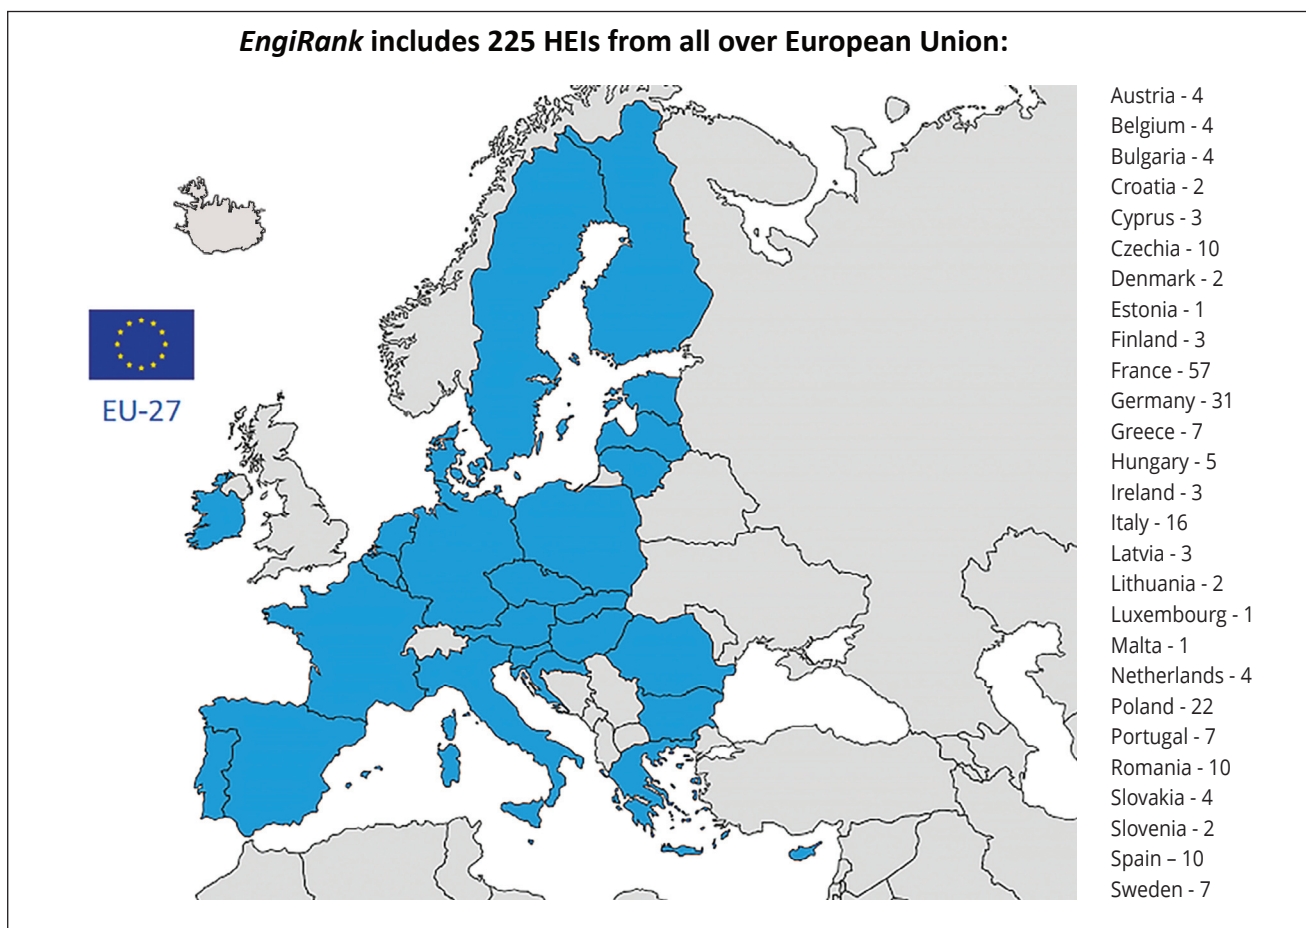 EngiRank includes 225 HEIs from all over European Union:
EU-27
Austria - 4
Belgium - 4
Bulgaria - 4
Croatia - 2
Cyprus - 3
Czechia - 10
Denmark - 2
Estonia - 1
Finland - 3
France - 57
Germany - 31
Greece - 7
Hungary - 5
Ireland - 3
Italy - 16
Latvia - 3
Lithuania - 2
Luxembourg - 1
Malta - 1
Netherlands - 4
Poland - 22
Portugal - 7
Romania - 10
Slovakia - 4
Slovenia - 2
Spain – 10
Sweden - 7